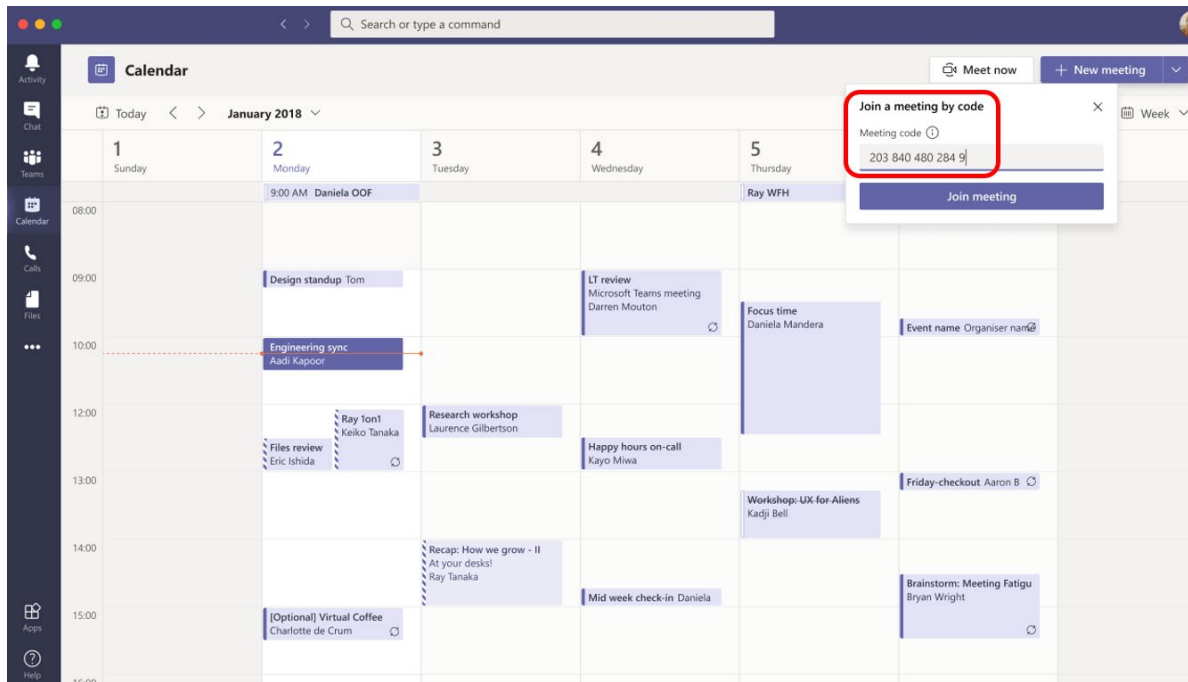 Search or type a command
Activity
Chat
Teams
Calendar
Calls
Files
Apps
Help
Calendar
Meet now
New meeting
Today
January 2018
Week
Join a meeting by code
Meeting code
203 840 480 284 9
Join meeting
1
Sunday
2
Monday
3
Tuesday
4
Wednesday
5
Thursday
9:00 AM Daniela OOF
Ray WFH
08:00
09:00
Design standup Tom
LT review
Microsoft Teams meeting
Darren Mouton
Focus time
Daniela Mandera
Event name Organiser name
10:00
Engineering sync
Aadi Kapoor
12:00
Ray 1on1
Keiko Tanaka
Files review
Eric Ishida
Research workshop
Laurence Gilbertson
Happy hours on-call
Kayo Miwa
13:00
Friday-checkout Aaron B
Workshop: UX for Aliens
Kadji Bell
14:00
Recap: How we grow - II
At your desks!
Ray Tanaka
Mid week check-in Daniela
Brainstorm: Meeting Fatigu
Bryan Wright
15:00
[Optional] Virtual Coffee
Charlotte de Crum